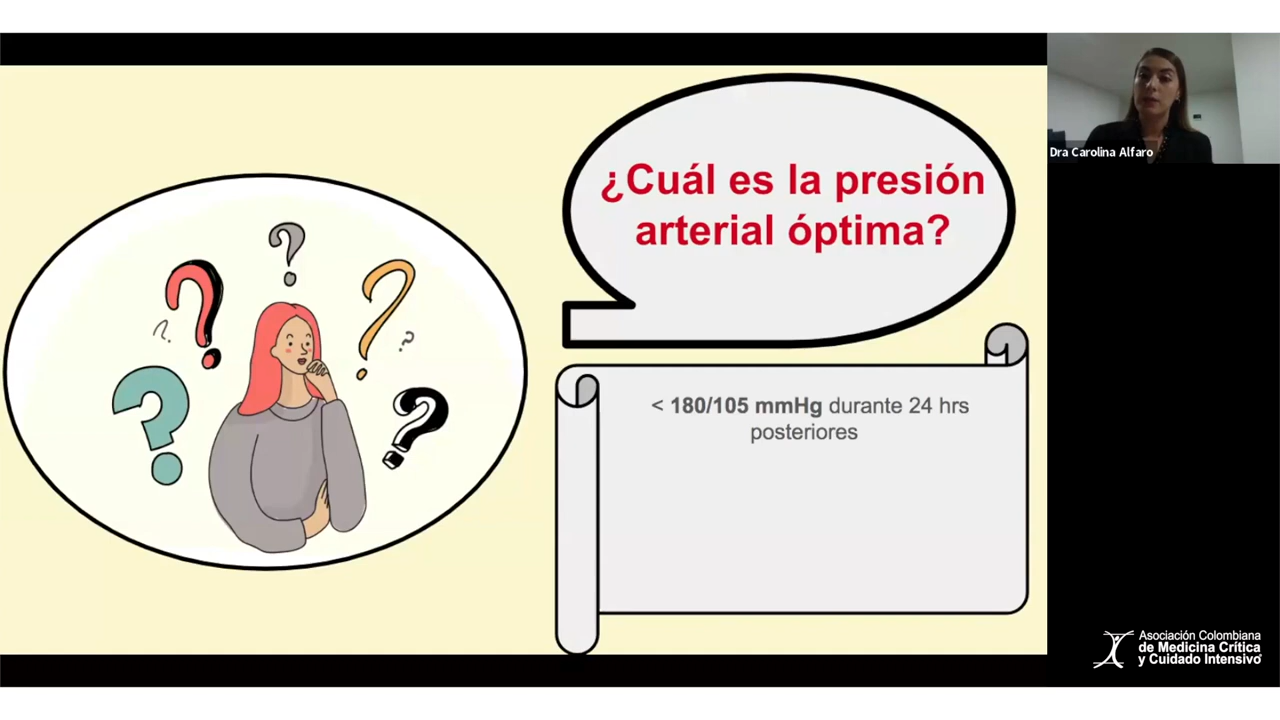 ¿Cuál es la presión
arterial óptima?
< 180/105 mmHg durante 24 hrs
posteriores
Dra Carolina Alfaro
Asociación Colombiana
de Medicina Crítica
y Cuidado Intensivo